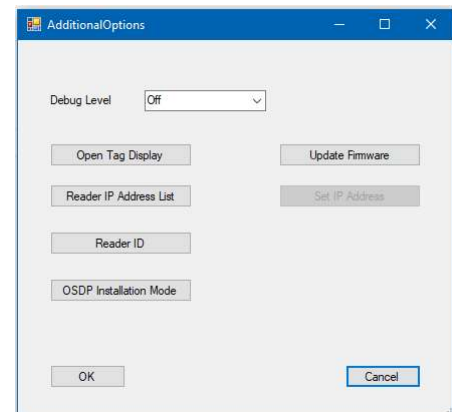 AdditionalOptions
Debug Level Off
Open Tag Display Update Firmware
Reader IP Address List Set IP Address
Reader ID
OSDP Installation Mode
OK Cancel